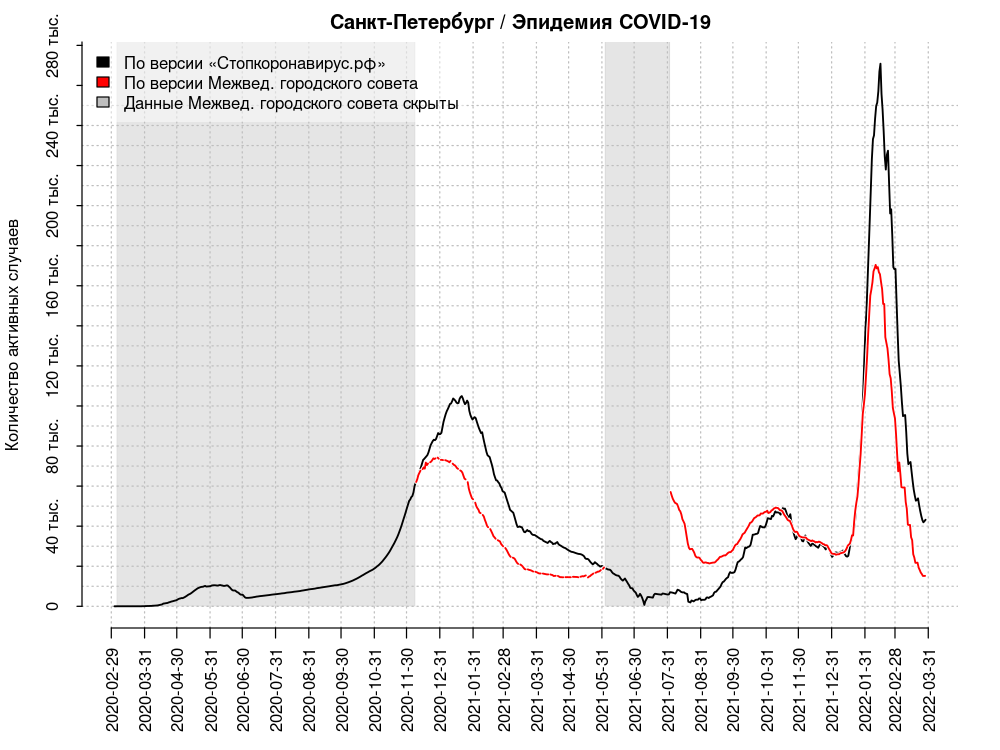 Санкт-Петербург / Эпидемия COVID-19
По версии «Стопкоронавирус.рф»
По версии Межвед. городского совета
Данные Межвед. городского совета скрыты
Количество активных случаев
280 тыс.
240 тыс.
200 тыс.
160 тыс.
120 тыс.
80 тыс.
40 тыс.
0
2020-02-29
2020-03-31
2020-04-30
2020-05-31
2020-06-30
2020-07-31
2020-08-31
2020-09-30
2020-10-31
2020-11-30
2020-12-31
2021-01-31
2021-02-28
2021-03-31
2021-04-30
2021-05-31
2021-06-30
2021-07-31
2021-08-31
2021-09-30
2021-10-31
2021-11-30
2021-12-31
2022-01-31
2022-02-28
2022-03-31